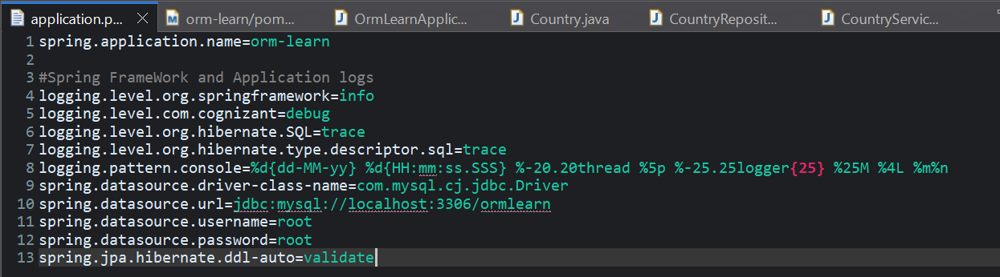 application.p... orm-learn/pom... OrmLearnApplic... Country.java CountryReposit... CountryServic...
1 spring.application.name=orm-learn
2
3 #Spring FrameWork and Application logs
4 logging.level.org.springframework=info
5 logging.level.com.cognizant=debug
6 logging.level.org.hibernate.SQL=trace
7 logging.level.org.hibernate.type.descriptor.sql=trace
8 logging.pattern.console=%d{dd-MM-yy} %d{HH:mm:ss.SSS} %-20.20thread %5p %-25.25logger{25} %25M %4L %m%n
9 spring.datasource.driver-class-name=com.mysql.cj.jdbc.Driver
10 spring.datasource.url=jdbc:mysql://localhost:3306/ormlearn
11 spring.datasource.username=root
12 spring.datasource.password=root
13 spring.jpa.hibernate.ddl-auto=validate